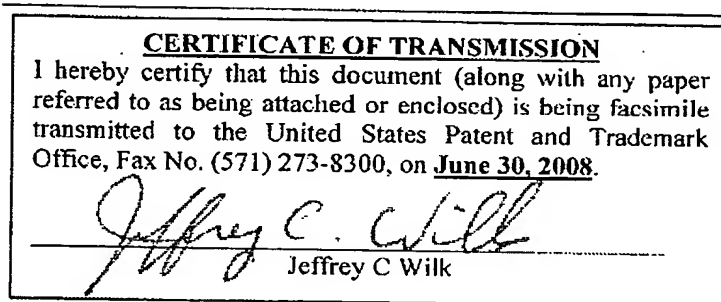 CERTIFICATE OF TRANSMISSION
I hereby certify that this document (along with any paper
referred to as being attached or enclosed) is being facsimile
transmitted to the United States Patent and Trademark
Office, Fax No. (571) 273-8300, on June 30, 2008.
Jeffrey C. Wilk
Jeffrey C Wilk